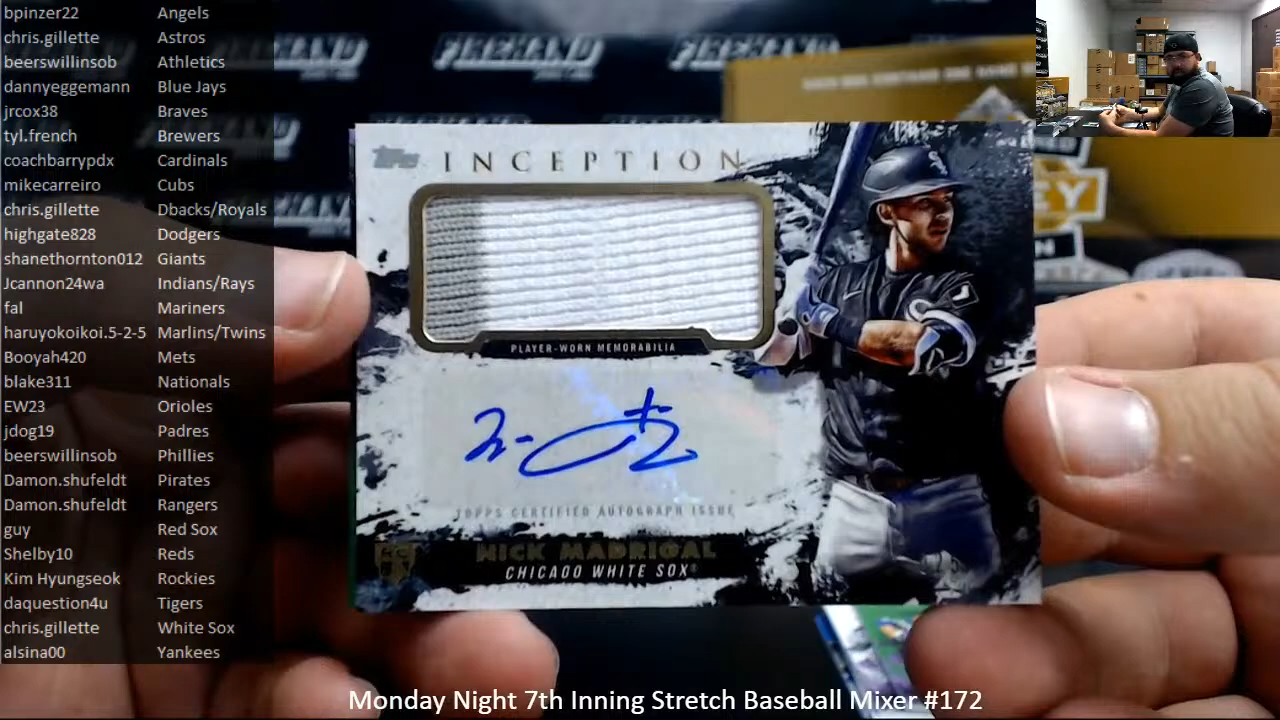 bpinzer22 Angels
chris.gillette Astros
beerswillinsob Athletics
dannyeggemann Blue Jays
jrcox38 Braves
tyl.french Brewers
coachbarrypdx Cardinals
mikecarreiro Cubs
chris.gillette Dbacks/Royals
highgate828 Dodgers
shanethornton012 Giants
Jcannon24wa Indians/Rays
fal Mariners
haruyokoikoi.5-2-5 Marlins/Twins
Booyah420 Mets
blake311 Nationals
EW23 Orioles
jdog19 Padres
beerswillinsob Phillies
Damon.shufeldt Pirates
Damon.shufeldt Rangers
guy Red Sox
Shelby10 Reds
Kim Hyungseok Rockies
daquestion4u Tigers
chris.gillette White Sox
alsina00 Yankees
FIREHAND FIREHAND FIREHAND
Topps INCEPTION
PLAYER-WORN MEMORABILIA
TOPPS CERTIFIED AUTOGRAPH ISSUE
RC
NICK MADRIGAL
CHICAGO WHITE SOX
Monday Night 7th Inning Stretch Baseball Mixer #172